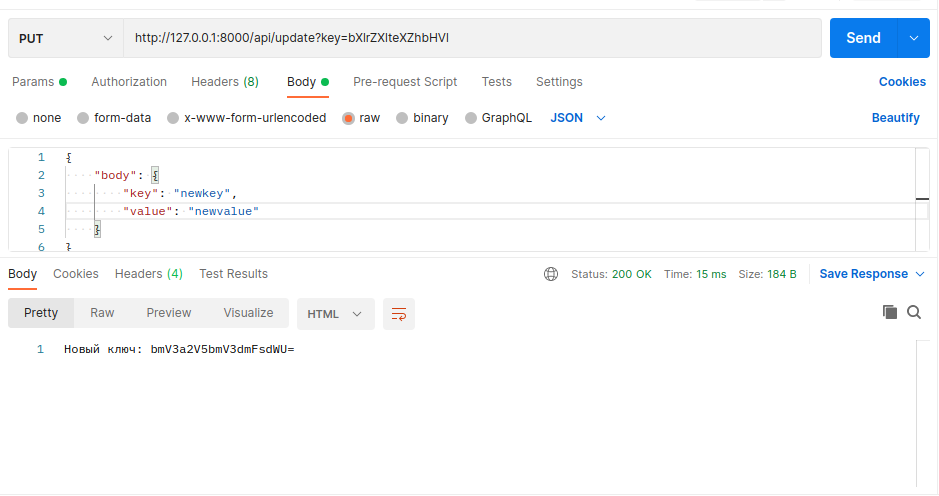 PUT http://127.0.0.1:8000/api/update?key=bXlrZXlteXZhbHVl Send
Params Authorization Headers (8) Body Pre-request Script Tests Settings Cookies
none form-data x-www-form-urlencoded raw binary GraphQL JSON Beautify
1 {
2 "body": {
3 "key": "newkey",
4 "value": "newvalue"
5 }
6 }
Body Cookies Headers (4) Test Results Status: 200 OK Time: 15 ms Size: 184 B Save Response
Pretty Raw Preview Visualize HTML
1 Новый ключ: bmV3a2V5bmV3dmFsdWU=